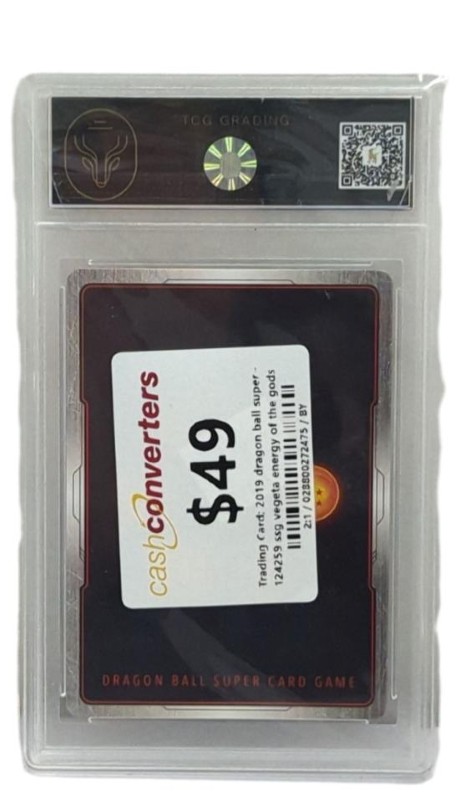 TCG GRADING
cashconverters
$49
Trading Card: 2019 dragon ball super -
124259 ssg vegeta energy of the gods
2:1 / 028800272475 / BY
DRAGON BALL SUPER CARD GAME